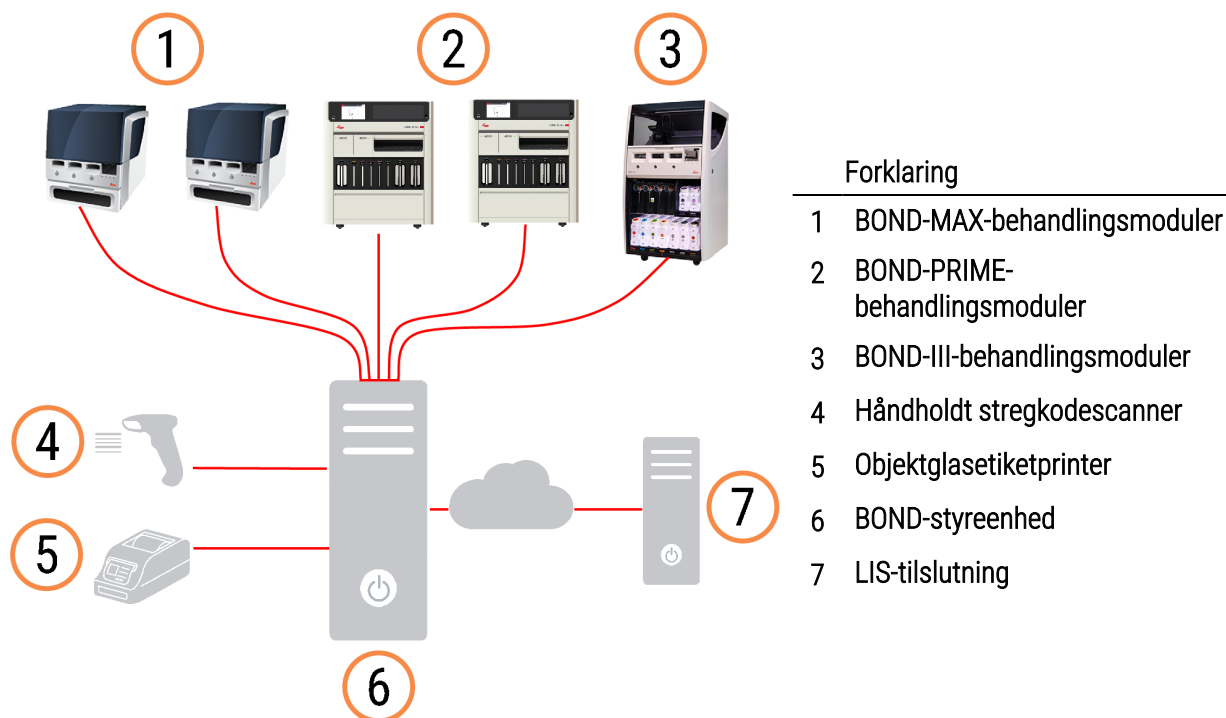 1
2
3
4
5
6
7
Forklaring
1 BOND-MAX-behandlingsmoduler
2 BOND-PRIME-
behandlingsmoduler
3 BOND-III-behandlingsmoduler
4 Håndholdt stregkodescanner
5 Objektglasetiketprinter
6 BOND-styreenhed
7 LIS-tilslutning